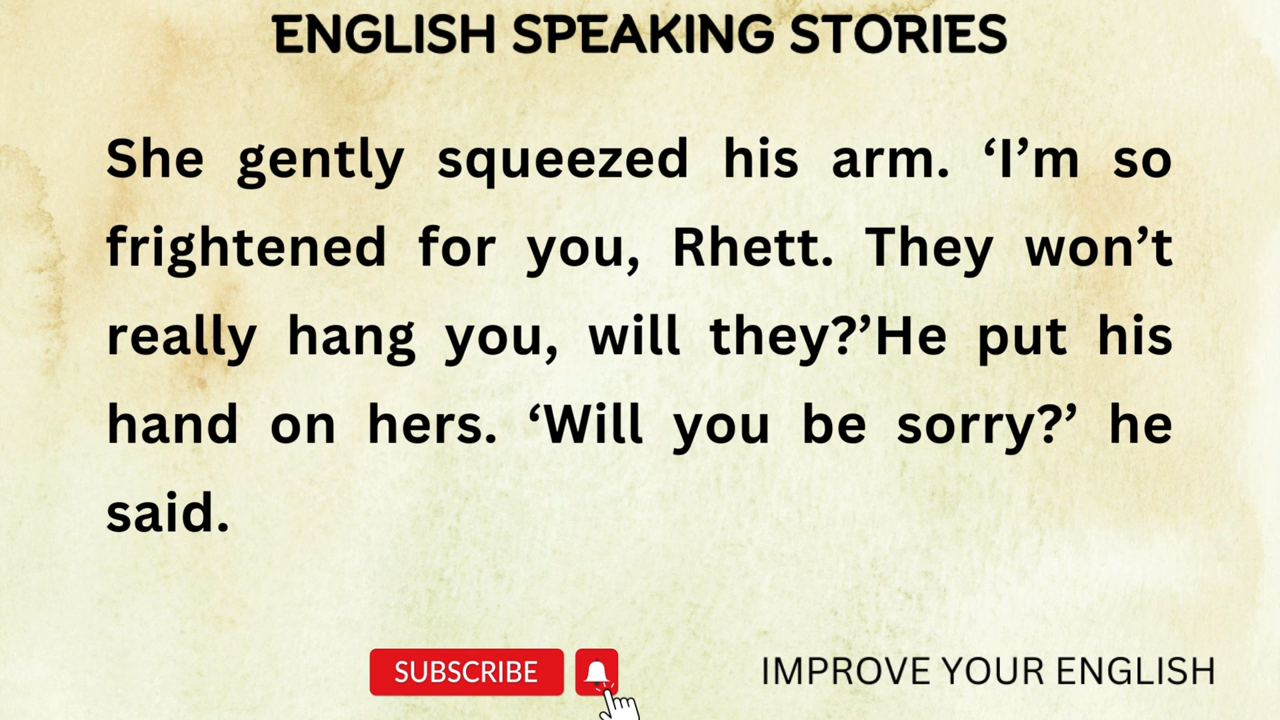 ENGLISH SPEAKING STORIES
She gently squeezed his arm. ‘I’m so
frightened for you, Rhett. They won’t
really hang you, will they?’He put his
hand on hers. ‘Will you be sorry?’ he
said.
SUBSCRIBE
IMPROVE YOUR ENGLISH